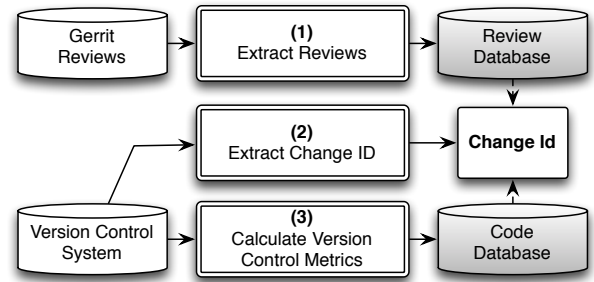 Gerrit
Reviews
(1)
Extract Reviews
Review
Database
(2)
Extract Change ID
Change Id
Version Control
System
(3)
Calculate Version
Control Metrics
Code
Database